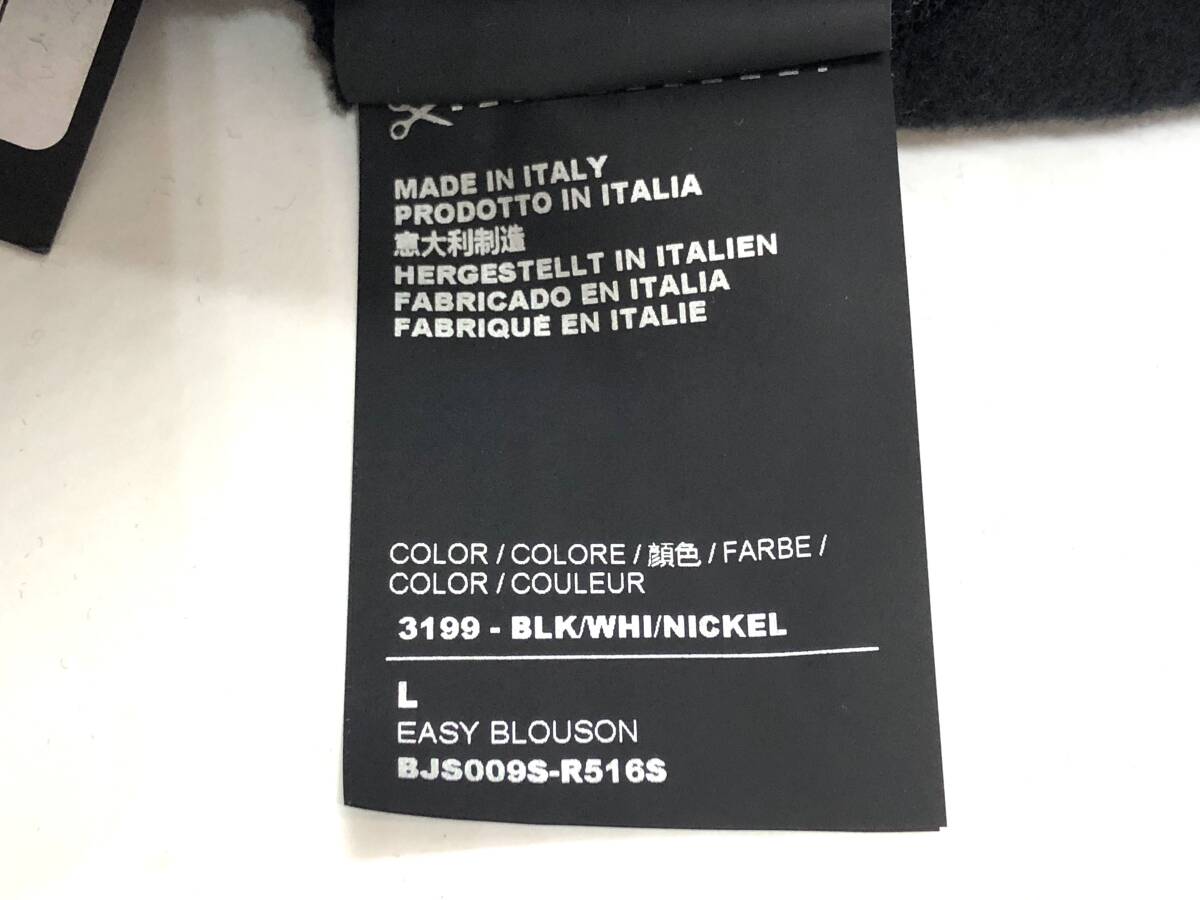 MADE IN ITALY
PRODOTTO IN ITALIA
意大利制造
HERGESTELLT IN ITALIEN
FABRICADO EN ITALIA
FABRIQUÉ EN ITALIE
COLOR / COLORE / 顏色 / FARBE /
COLOR / COULEUR
3199 - BLK/WHI/NICKEL
L
EASY BLOUSON
BJS009S-R516S